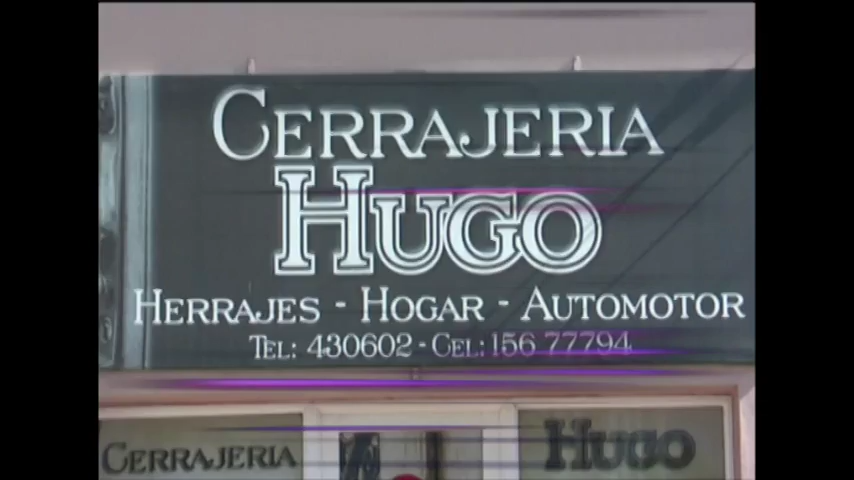 CERRAJERIA
HUGO
HERRAJES - HOGAR - AUTOMOTOR
TEL: 430602 - CEL: 156 77794
CERRAJERIA
HUGO